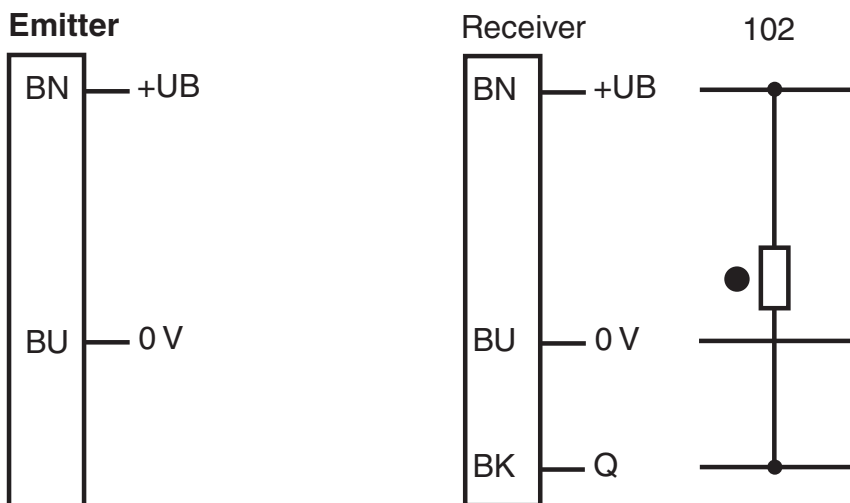 Emitter
BN +UB
BU 0 V
Receiver
BN +UB
BU 0 V
BK Q
102